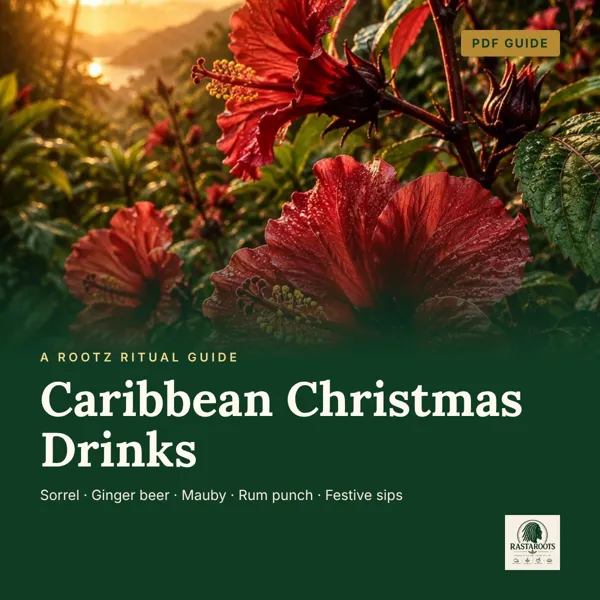 PDF GUIDE
A ROOTZ RITUAL GUIDE
Caribbean Christmas
Drinks
Sorrel · Ginger beer · Mauby · Rum punch · Festive sips
RASTAROOTS